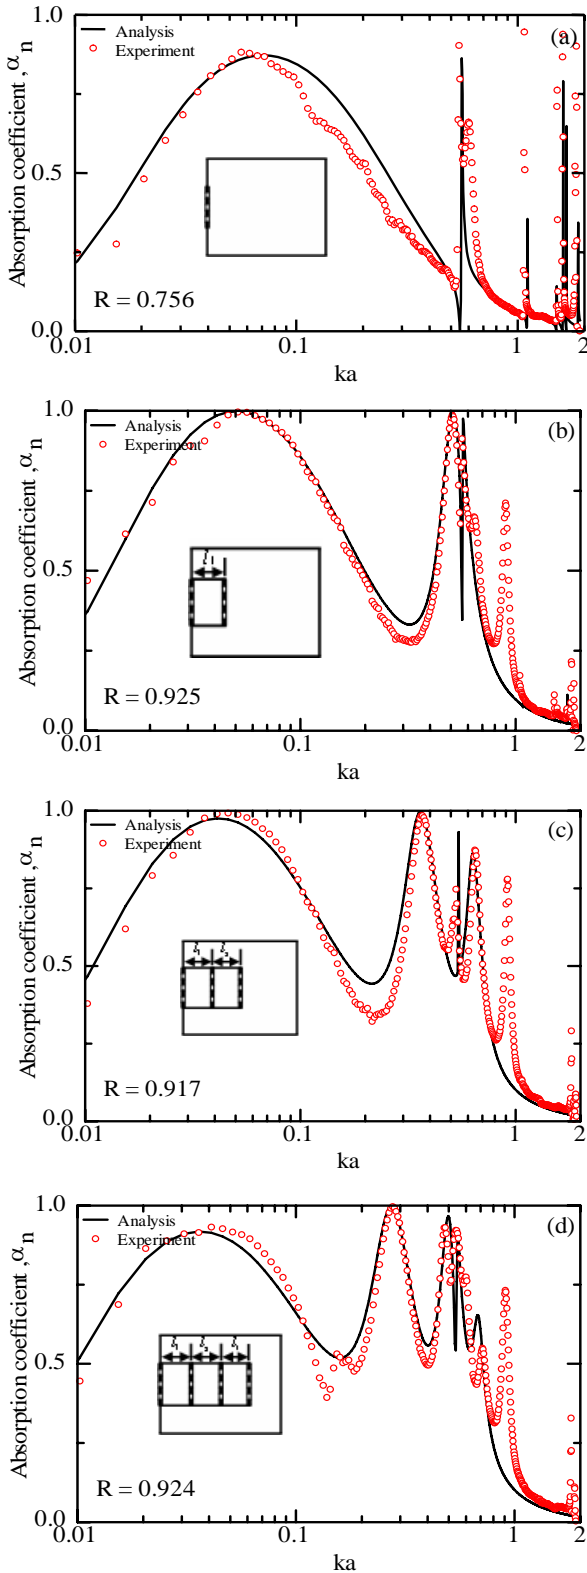 1.0
Analysis
Experiment
(a)
Absorption coefficient ,α n
0.5
R = 0.756
0.0
0.01
0.1
1
2
ka
1.0
Analysis
Experiment
(b)
Absorption coefficient ,α n
l 1
0.5
R = 0.925
0.0
0.01
0.1
1
2
ka
1.0
Analysis
Experiment
(c)
Absorption coefficient ,α n
l 1 l 2
0.5
R = 0.917
0.0
0.01
0.1
1
2
ka
1.0
Analysis
Experiment
(d)
Absorption coefficient ,α n
0.5
R = 0.924
0.0
0.01
0.1
1
2
ka